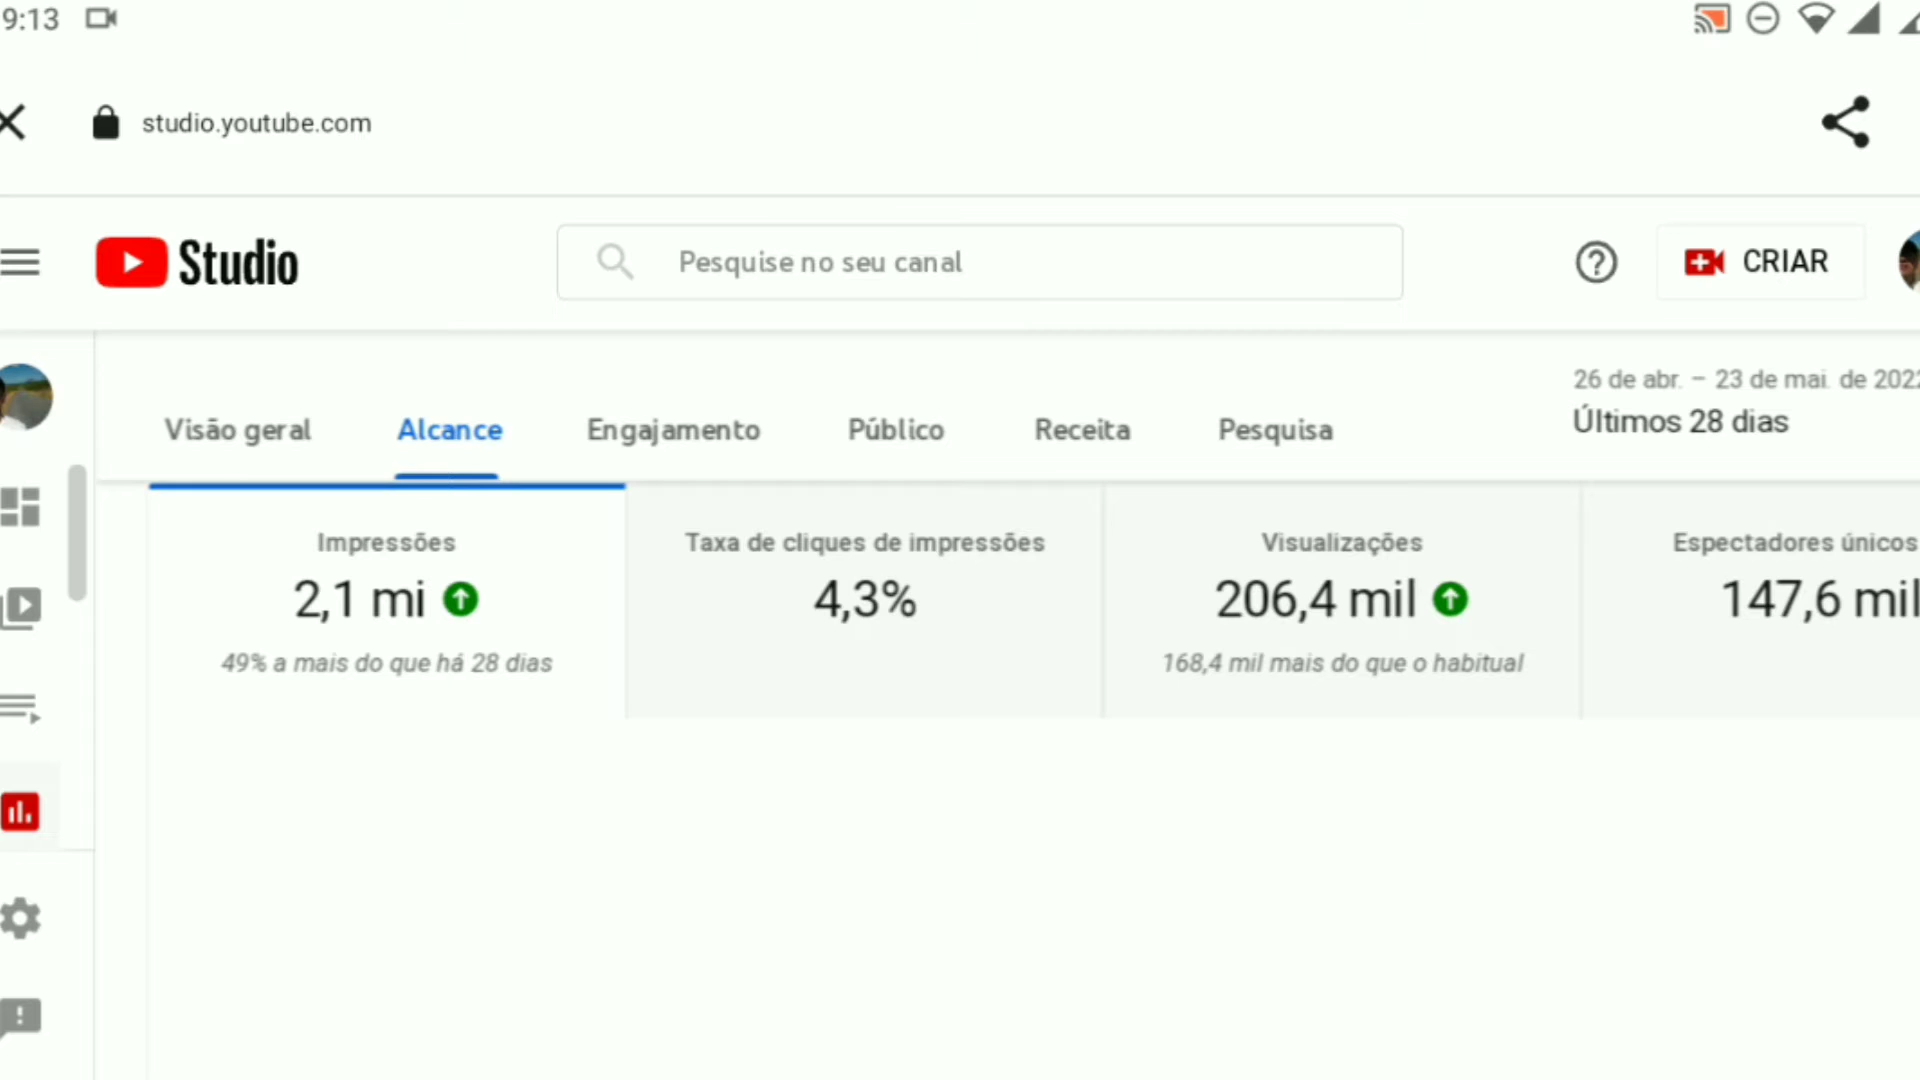 9:13
studio.youtube.com
Studio
Pesquise no seu canal
CRIAR
26 de abr. – 23 de mai. de 2022
Últimos 28 dias
Visão geral
Alcance
Engajamento
Público
Receita
Pesquisa
Impressões
2,1 mi
49% a mais do que há 28 dias
Taxa de cliques de impressões
4,3%
Visualizações
206,4 mil
168,4 mil mais do que o habitual
Espectadores únicos
147,6 mil